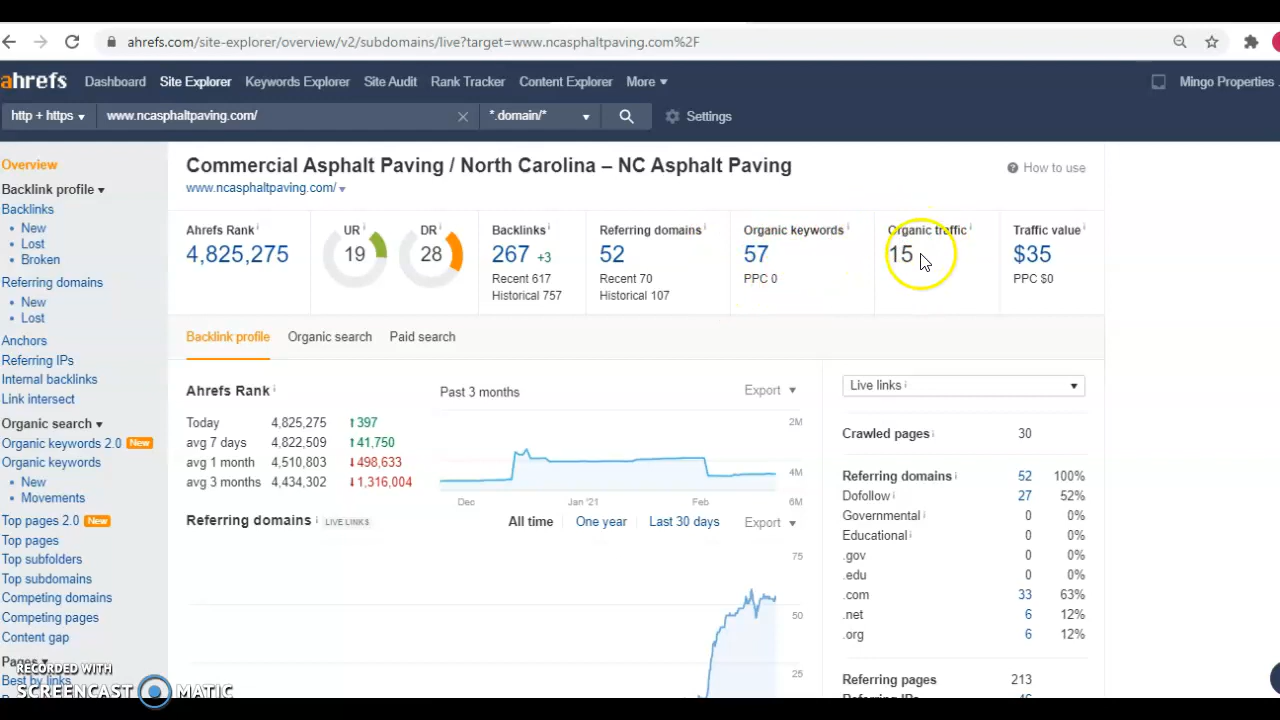 ahrefs.com/site-explorer/overview/v2/subdomains/live?target=www.ncasphaltpaving.com%2F
ahrefs Dashboard Site Explorer Keywords Explorer Site Audit Rank Tracker Content Explorer More Mingo Properties
http + https www.ncasphaltpaving.com/ *.domain/* Settings
Overview
Backlink profile
Backlinks
New
Lost
Broken
Referring domains
New
Lost
Anchors
Referring IPs
Internal backlinks
Link intersect
Organic search
Organic keywords 2.0 New
Organic keywords
New
Movements
Top pages 2.0 New
Top pages
Top subfolders
Top subdomains
Competing domains
Competing pages
Content gap
Pages
Best by links
RECORDED WITH
SCREENCAST MATIC
Commercial Asphalt Paving / North Carolina – NC Asphalt Paving
How to use
www.ncasphaltpaving.com/
Ahrefs Rank UR DR Backlinks Referring domains Organic keywords Organic traffic Traffic value
4,825,275 19 28 267 +3 52 57 15 $35
Recent 617 Recent 70 PPC 0 PPC $0
Historical 757 Historical 107
Backlink profile Organic search Paid search
Ahrefs Rank
Past 3 months Export
Today 4,825,275 ↑397
avg 7 days 4,822,509 ↑41,750
avg 1 month 4,510,803 ↓498,633
avg 3 months 4,434,302 ↓1,316,004
2M
4M
6M
Dec Jan '21 Feb
Referring domains LIVE LINKS All time One year Last 30 days Export
75
50
25
Live links
Crawled pages 30
Referring domains 52 100%
Dofollow 27 52%
Governmental 0 0%
Educational 0 0%
.gov 0 0%
.edu 0 0%
.com 33 63%
.net 6 12%
.org 6 12%
Referring pages 213
Referring IPs 46